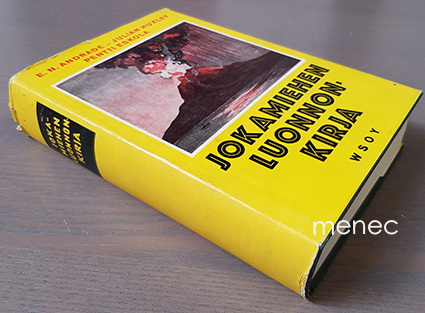 E. N. ANDRADE - JULIAN HUXLEY
PENTTI ESKOLA
JOKAMIEHEN
LUONNON-
KIRJA
WSOY
JOKA-
MIEHEN
LUONNON-
KIRJA
menec